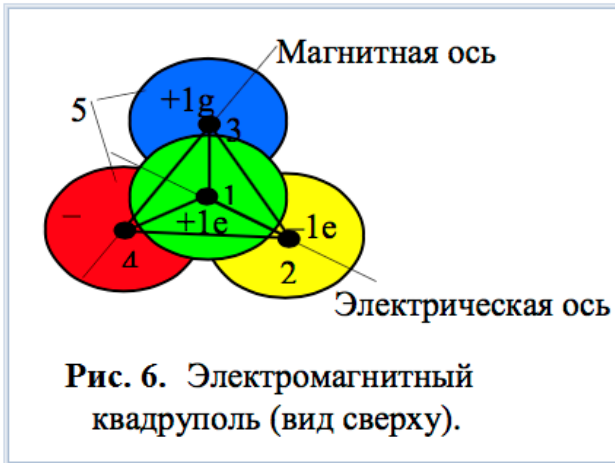 Магнитная ось
+1g
5
3
1
–
+1e
–1e
4
2
Электрическая ось
Рис. 6. Электромагнитный
квадруполь (вид сверху).